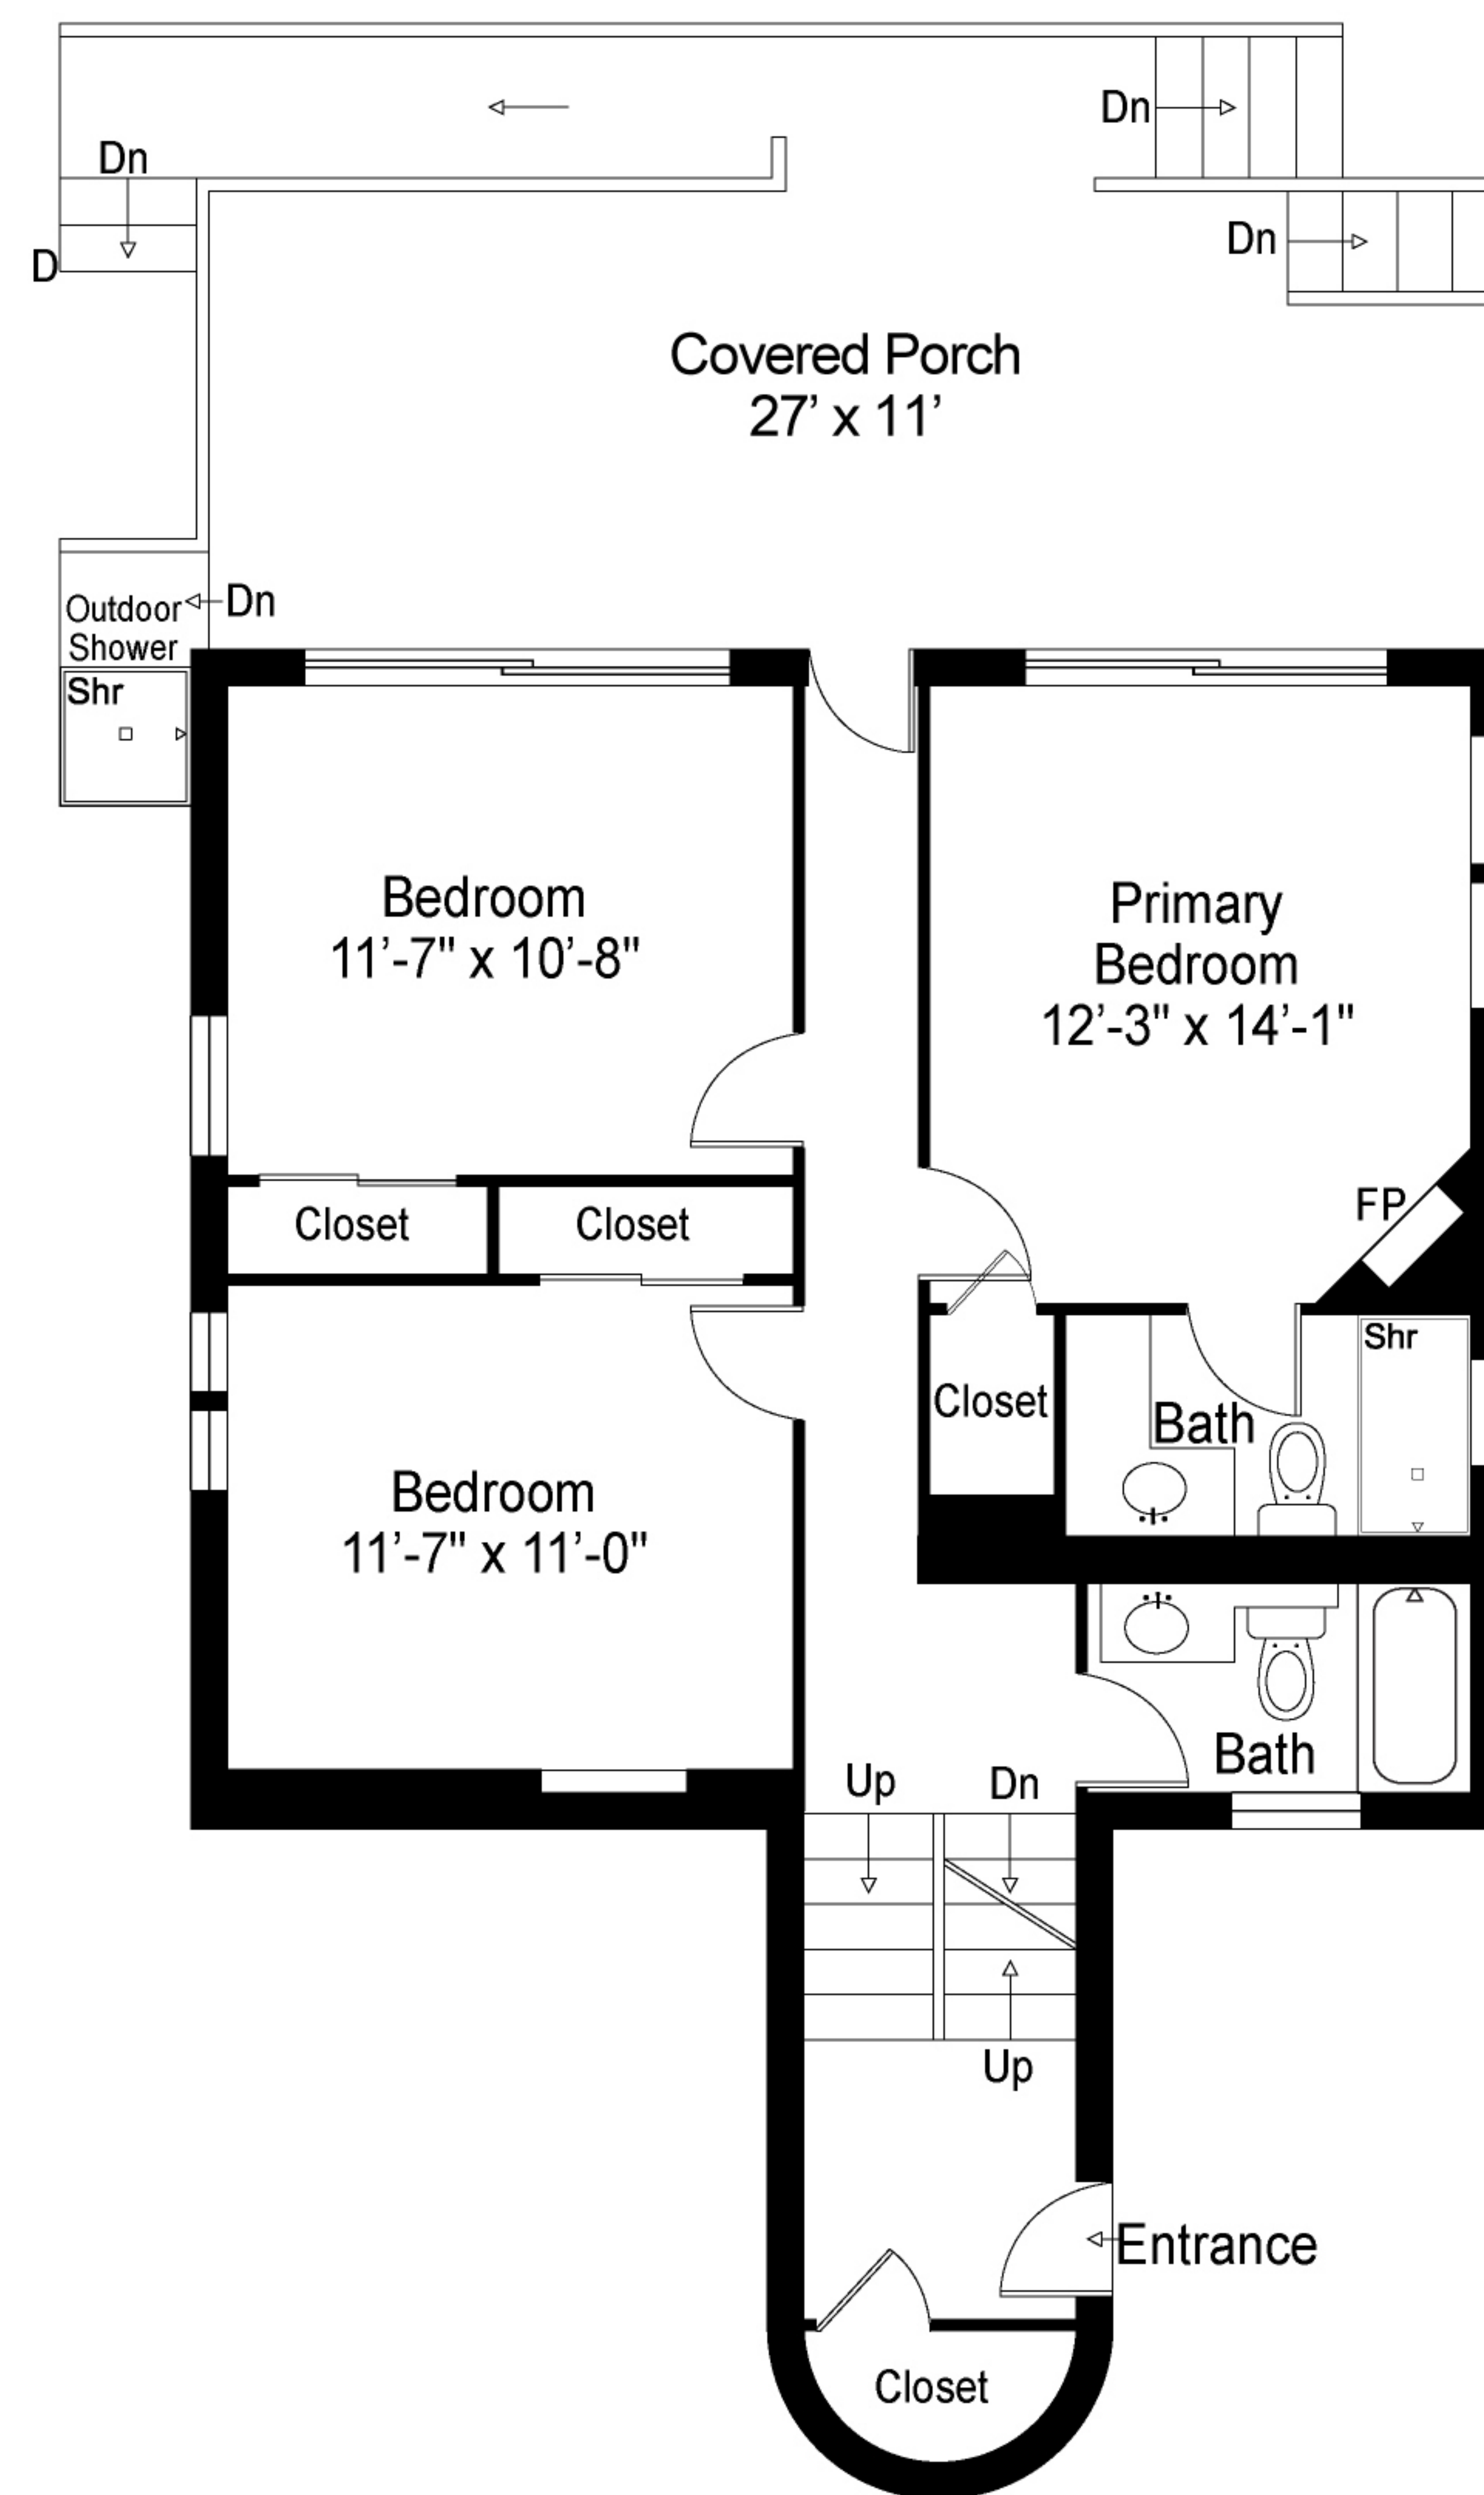 Dn
Dn
D
Dn
Covered Porch
27’ x 11’
Outdoor
Shower
Dn
Shr
Bedroom
11’-7" x 10’-8"
Primary
Bedroom
12’-3" x 14’-1"
FP
Closet
Closet
Shr
Closet
Bath
Bedroom
11’-7" x 11’-0"
Bath
Up
Dn
Up
Entrance
Closet